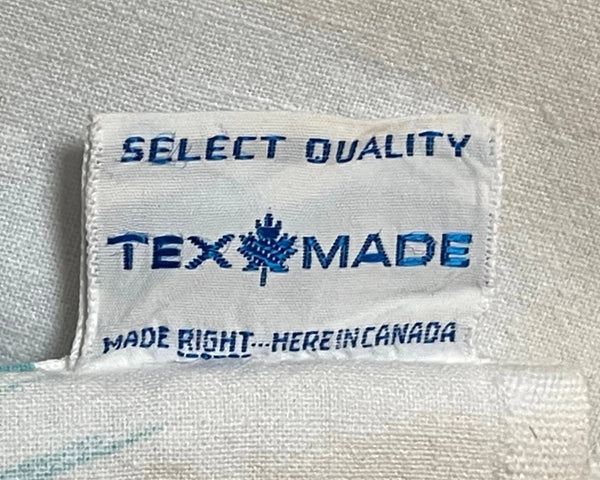 SELECT QUALITY
TEX MADE
MADE RIGHT...HERE IN CANADA